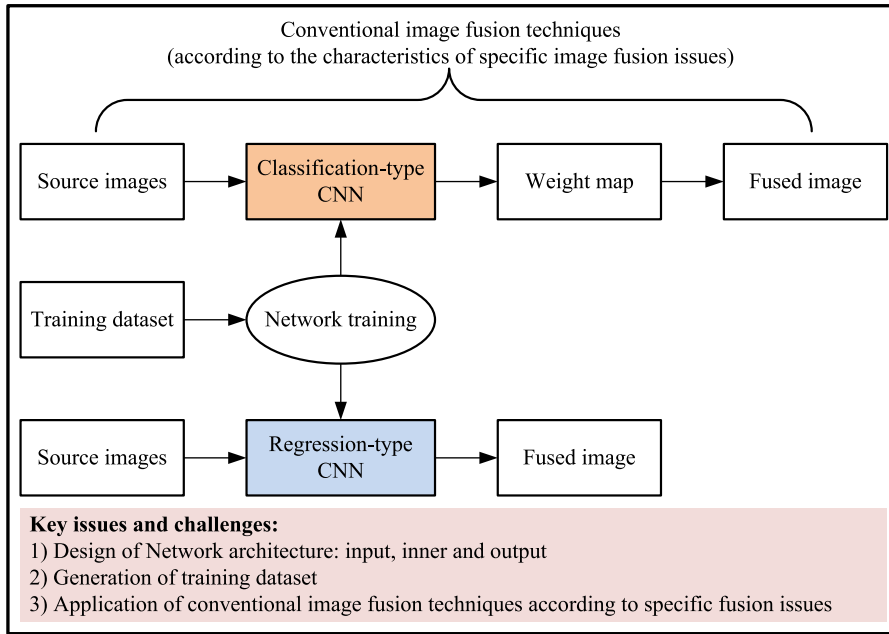 Conventional image fusion techniques
(according to the characteristics of specific image fusion issues)
Source images
Classification-type
CNN
Weight map
Fused image
Training dataset
Network training
Source images
Regression-type
CNN
Fused image
Key issues and challenges:
1) Design of Network architecture: input, inner and output
2) Generation of training dataset
3) Application of conventional image fusion techniques according to specific fusion issues